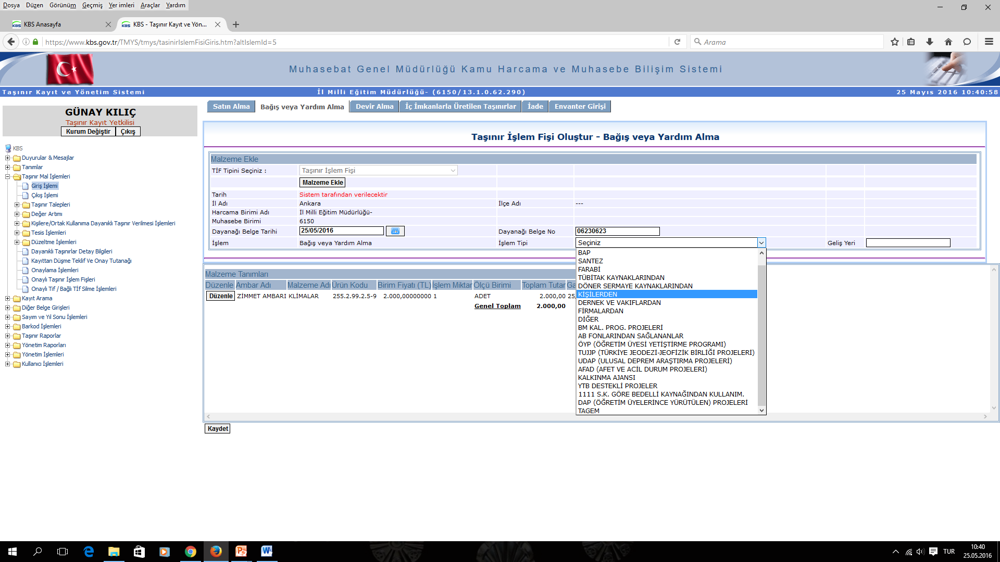 Dosya Düzen Görünüm Geçmiş Yer imleri Araçlar Yardım
KBS Anasayfa
KBS - Taşınır Kayıt ve Yön...
https://www.kbs.gov.tr/TMYS/tmys/tasinirIslemFisiGiris.htm?altIslemId=5
Arama
Muhasebat Genel Müdürlüğü Kamu Harcama ve Muhasebe Bilişim Sistemi
Taşınır Kayıt ve Yönetim Sistemi
İl Milli Eğitim Müdürlüğü- (6150/13.1.0.62.290)
25 Mayıs 2016 10:40:58
GÜNAY KILIÇ
Taşınır Kayıt Yetkilisi
Kurum Değiştir Çıkış
KBS
Duyurular & Mesajlar
Tanımlar
Taşınır Mal İşlemleri
Giriş İşlemi
Çıkış İşlemi
Taşınır Talepleri
Değer Artımı
Kişilere/Ortak Kullanıma Dayanıklı Taşınır Verilmesi İşlemleri
Tesis İşlemleri
Düzeltme İşlemleri
Dayanıklı Taşınırlar Detay Bilgileri
Kayıttan Düşme Teklif Ve Onay Tutanağı
Onaylama İşlemleri
Onaylı Taşınır İşlem Fişleri
Onaylı Tif / Bağlı TİF Silme İşlemleri
Kayıt Arama
Diğer Belge Girişleri
Sayım ve Yıl Sonu İşlemleri
Barkod İşlemleri
Taşınır Raporlar
Yönetim Raporları
Yönetim İşlemleri
Kullanıcı İşlemleri
Satın Alma Bağış veya Yardım Alma Devir Alma İç İmkanlarla Üretilen Taşınırlar İade Envanter Girişi
Taşınır İşlem Fişi Oluştur - Bağış veya Yardım Alma
Malzeme Ekle
TİF Tipini Seçiniz : Taşınır İşlem Fişi
Malzeme Ekle
Tarih Sistem tarafından verilecektir
İl Adı Ankara İlçe Adı ---
Harcama Birimi Adı İl Milli Eğitim Müdürlüğü-
Muhasebe Birimi 6150
Dayanağı Belge Tarihi 25/05/2016 Dayanağı Belge No 06230623
İşlem Bağış veya Yardım Alma İşlem Tipi Seçiniz Geliş Yeri
BAP
SANTEZ
FARABİ
TÜBİTAK KAYNAKLARINDAN
DÖNER SERMAYE KAYNAKLARINDAN
KİŞİLERDEN
DERNEK VE VAKIFLARDAN
FİRMALARDAN
DİĞER
BM KAL. PROG. PROJELERİ
AB FONLARINDAN SAĞLANANLAR
ÖYP (ÖĞRETİM ÜYESİ YETİŞTİRME PROGRAMI)
TUJJP (TÜRKİYE JEODEZİ-JEOFİZİK BİRLİĞİ PROJELERİ)
UDAP (ULUSAL DEPREM ARAŞTIRMA PROJELERİ)
AFAD (AFET VE ACİL DURUM PROJELERİ)
KALKINMA AJANSI
YTB DESTEKLİ PROJELER
1111 S.K. GÖRE BEDELLİ KAYNAĞINDAN KULLANIM.
DAP (ÖĞRETİM ÜYELERİNCE YÜRÜTÜLEN) PROJELERİ
TAGEM
Malzeme Tanımları
Düzenle Ambar Adı Malzeme Adı Ürün Kodu Birim Fiyatı (TL) İşlem Miktar Ölçü Birimi Toplam Tutar Ga
Düzenle ZİMMET AMBARI KLİMALAR 255.2.99.2.5-9 2.000,00000000 1 ADET 2.000,00 25,
Genel Toplam 2.000,00
Kaydet
TUR
10:40
25.05.2016